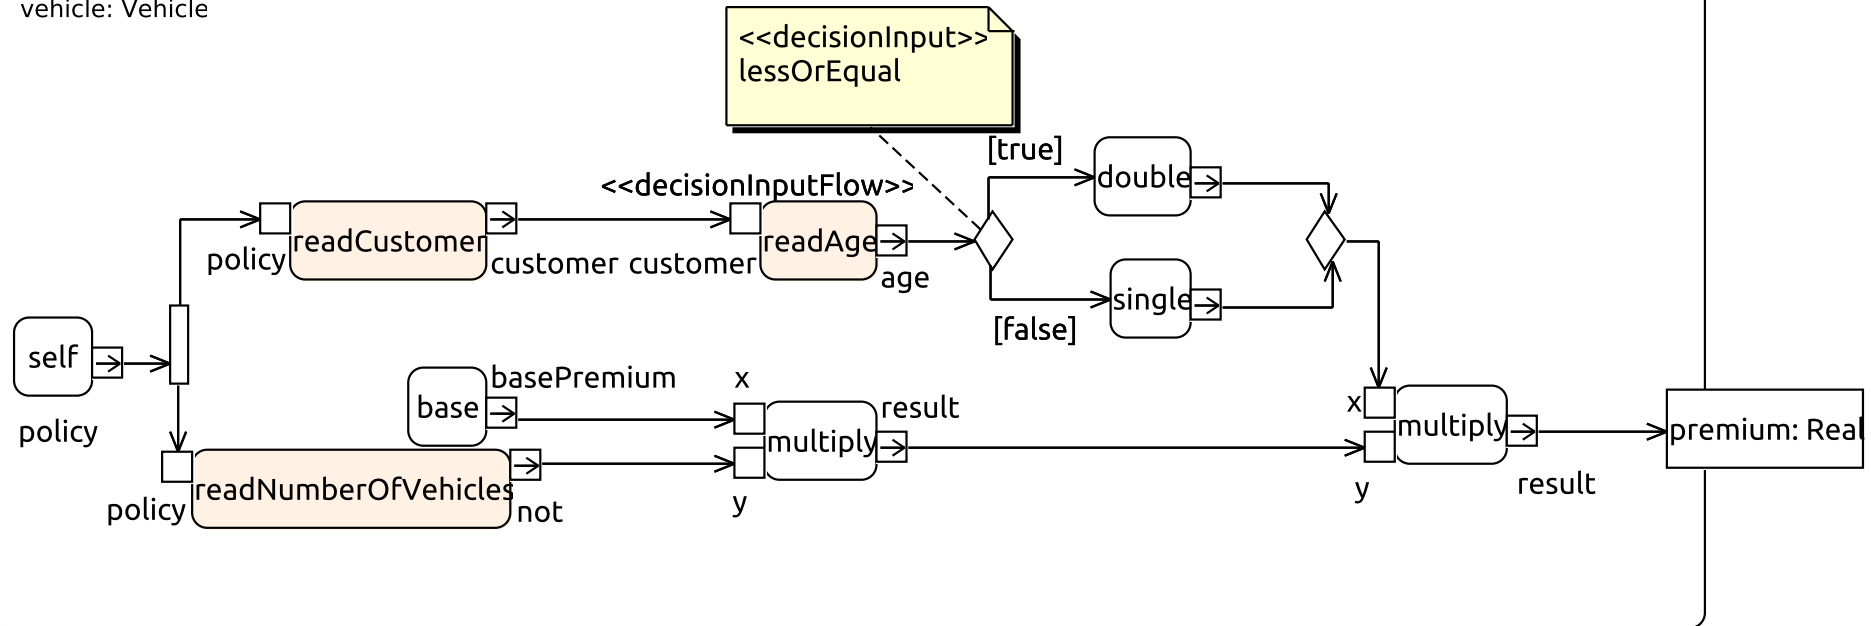 vehicle: Vehicle
<<decisionInput>>
lessOrEqual
[true]
double
<<decisionInputFlow>>
readCustomer
readAge
policy
customer
customer
age
single
[false]
self
policy
base
basePremium
x
result
multiply
y
readNumberOfVehicles
policy
not
x
multiply
y
result
premium: Real